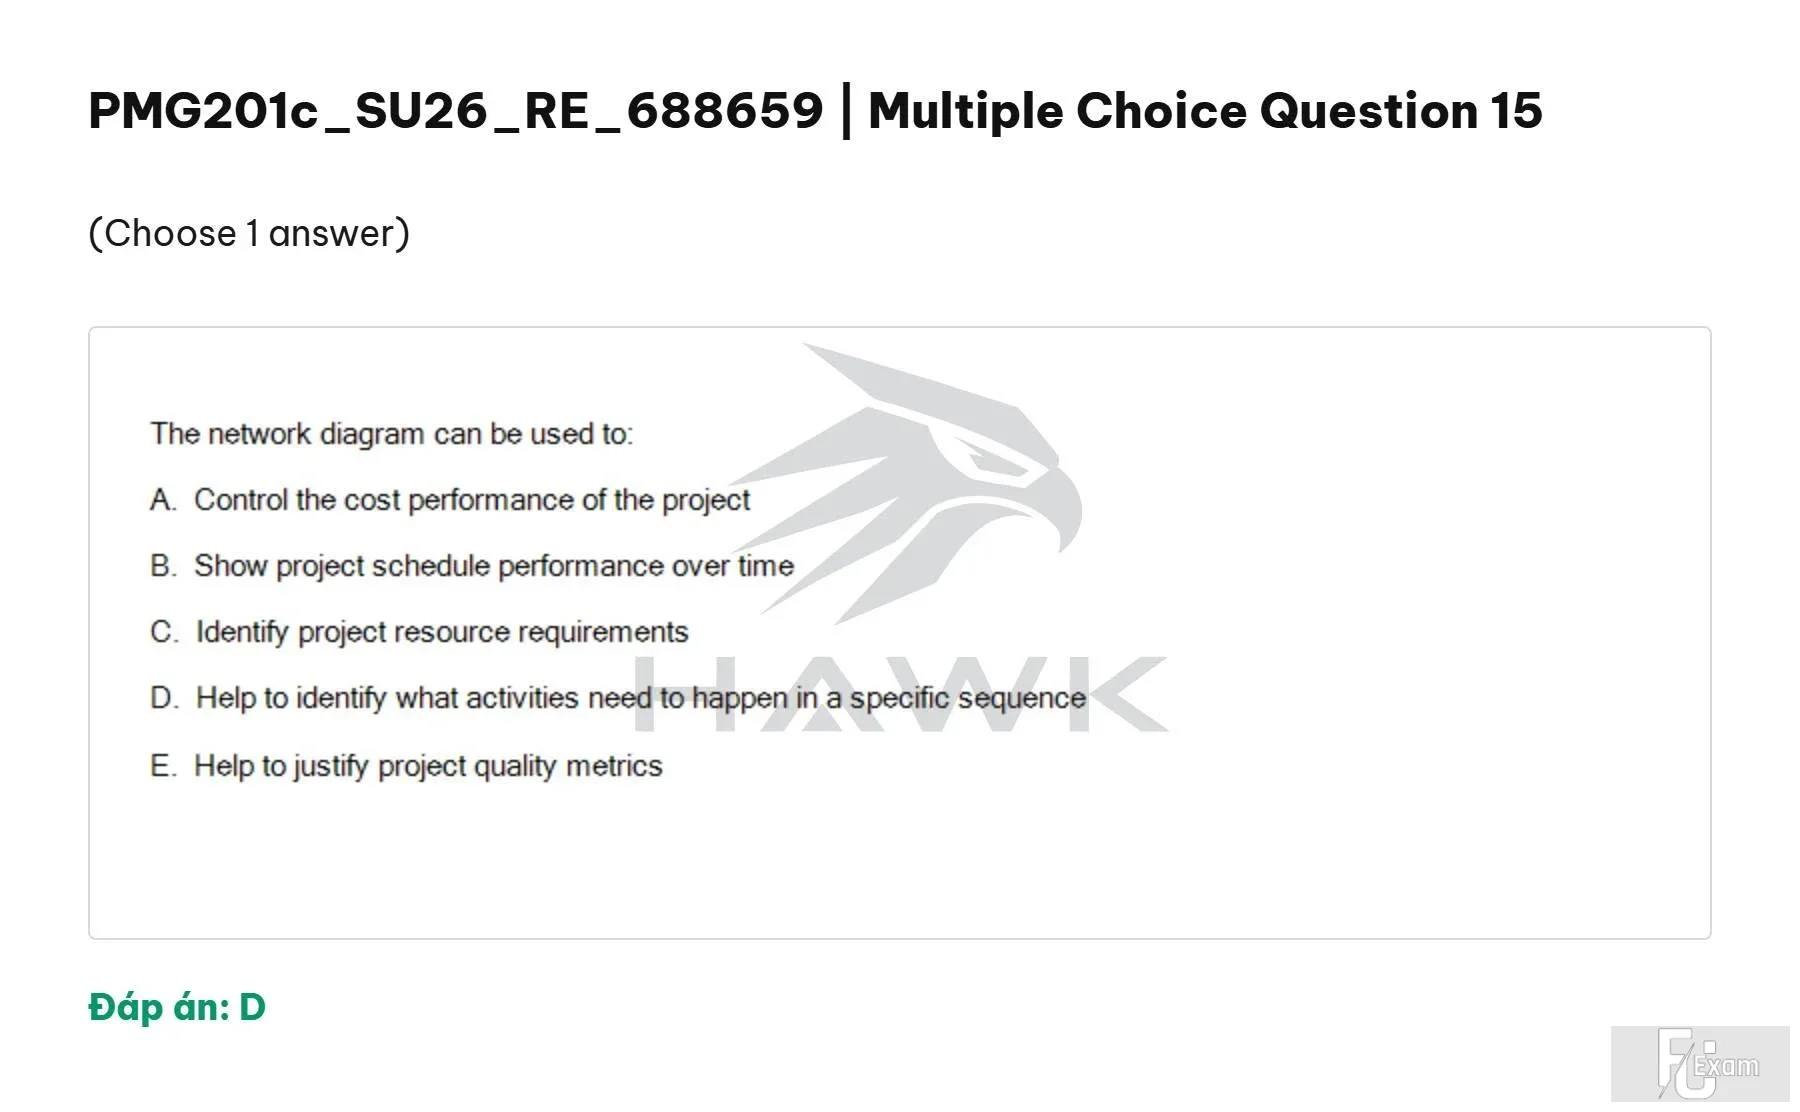 PMG201c_SU26_RE_688659 | Multiple Choice Question 15
(Choose 1 answer)
The network diagram can be used to:
A. Control the cost performance of the project
B. Show project schedule performance over time
C. Identify project resource requirements
D. Help to identify what activities need to happen in a specific sequence
E. Help to justify project quality metrics
HAWK
Đáp án: D
FU Exam